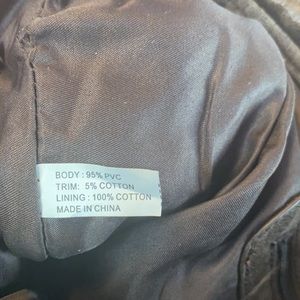 BODY : 95% PVC
TRIM: 5% COTTON
LINING : 100% COTTON
MADE IN CHINA